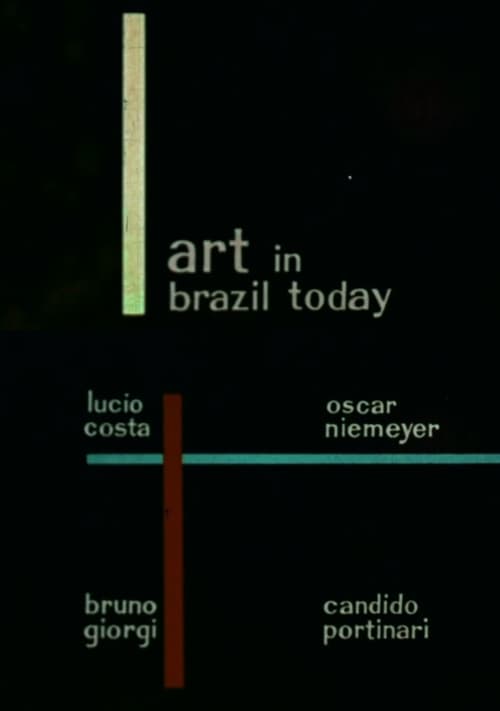 art in
brazil today
lucio
costa
oscar
niemeyer
bruno
giorgi
candido
portinari